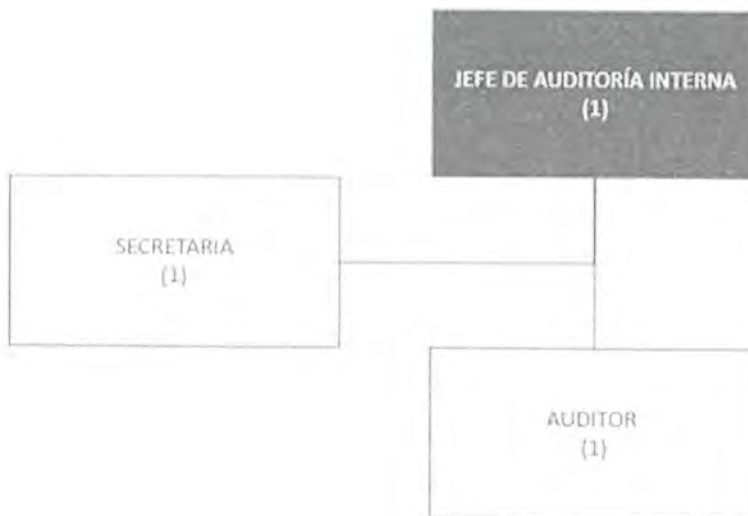 JEFE DE AUDITORÍA INTERNA
(1)
SECRETARIA
(1)
AUDITOR
(1)